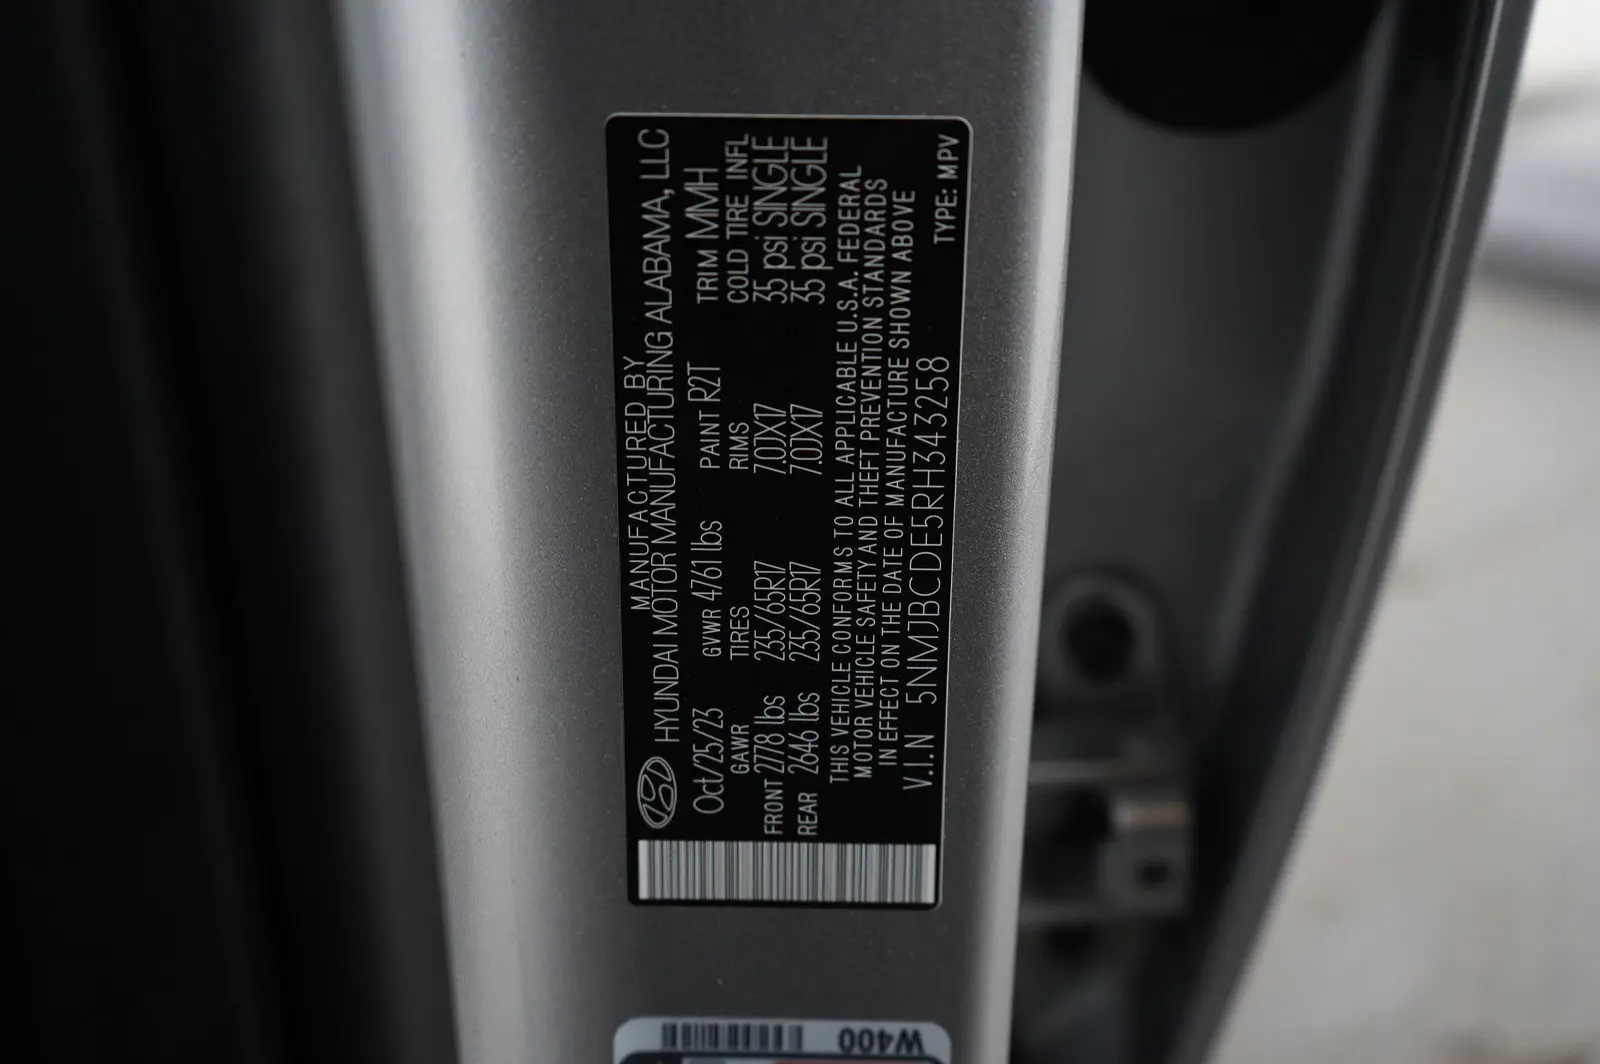 MANUFACTURED BY
HYUNDAI MOTOR MANUFACTURING ALABAMA, LLC
Oct/25/23 GVWR 4761 lbs PAINT R2T TRIM MMH
GAWR TIRES RIMS COLD TIRE INFL
FRONT 2778 lbs 235/65R17 7.0JX17 35 psi SINGLE
REAR 2646 lbs 235/65R17 7.0JX17 35 psi SINGLE
THIS VEHICLE CONFORMS TO ALL APPLICABLE U.S.A. FEDERAL
MOTOR VEHICLE SAFETY AND THEFT PREVENTION STANDARDS
IN EFFECT ON THE DATE OF MANUFACTURE SHOWN ABOVE
V.I.N 5NMJBCDE5RH343258 TYPE: MPV
W400